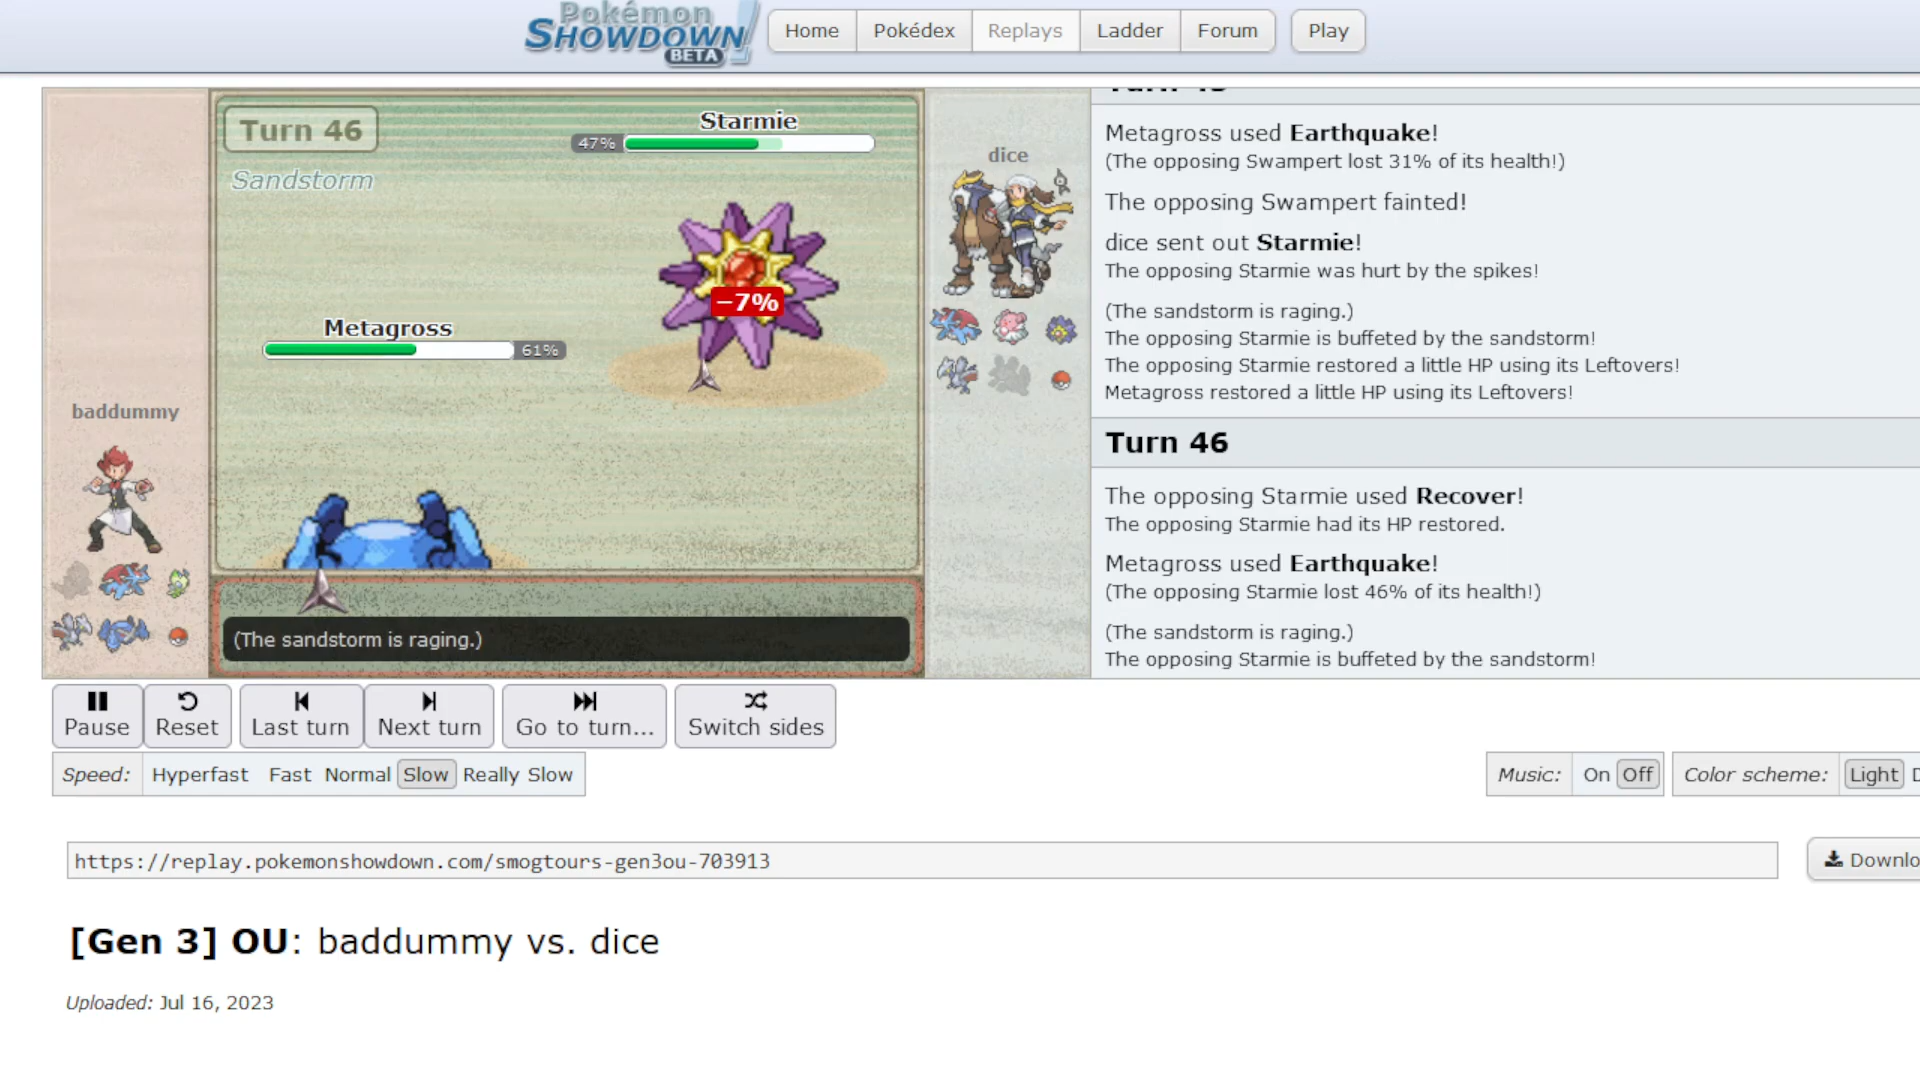 Pokémon
SHOWDOWN!
BETA
Home
Pokédex
Replays
Ladder
Forum
Play
Turn 46
Sandstorm
Starmie
47%
−7%
Metagross
61%
baddummy
dice
(The sandstorm is raging.)
Metagross used Earthquake!
(The opposing Swampert lost 31% of its health!)
The opposing Swampert fainted!
dice sent out Starmie!
The opposing Starmie was hurt by the spikes!
(The sandstorm is raging.)
The opposing Starmie is buffeted by the sandstorm!
The opposing Starmie restored a little HP using its Leftovers!
Metagross restored a little HP using its Leftovers!
Turn 46
The opposing Starmie used Recover!
The opposing Starmie had its HP restored.
Metagross used Earthquake!
(The opposing Starmie lost 46% of its health!)
(The sandstorm is raging.)
The opposing Starmie is buffeted by the sandstorm!
Pause
Reset
Last turn
Next turn
Go to turn...
Switch sides
Speed: Hyperfast Fast Normal Slow Really Slow
Music: On Off
Color scheme: Light D
https://replay.pokemonshowdown.com/smogtours-gen3ou-703913
Downlo
[Gen 3] OU: baddummy vs. dice
Uploaded: Jul 16, 2023